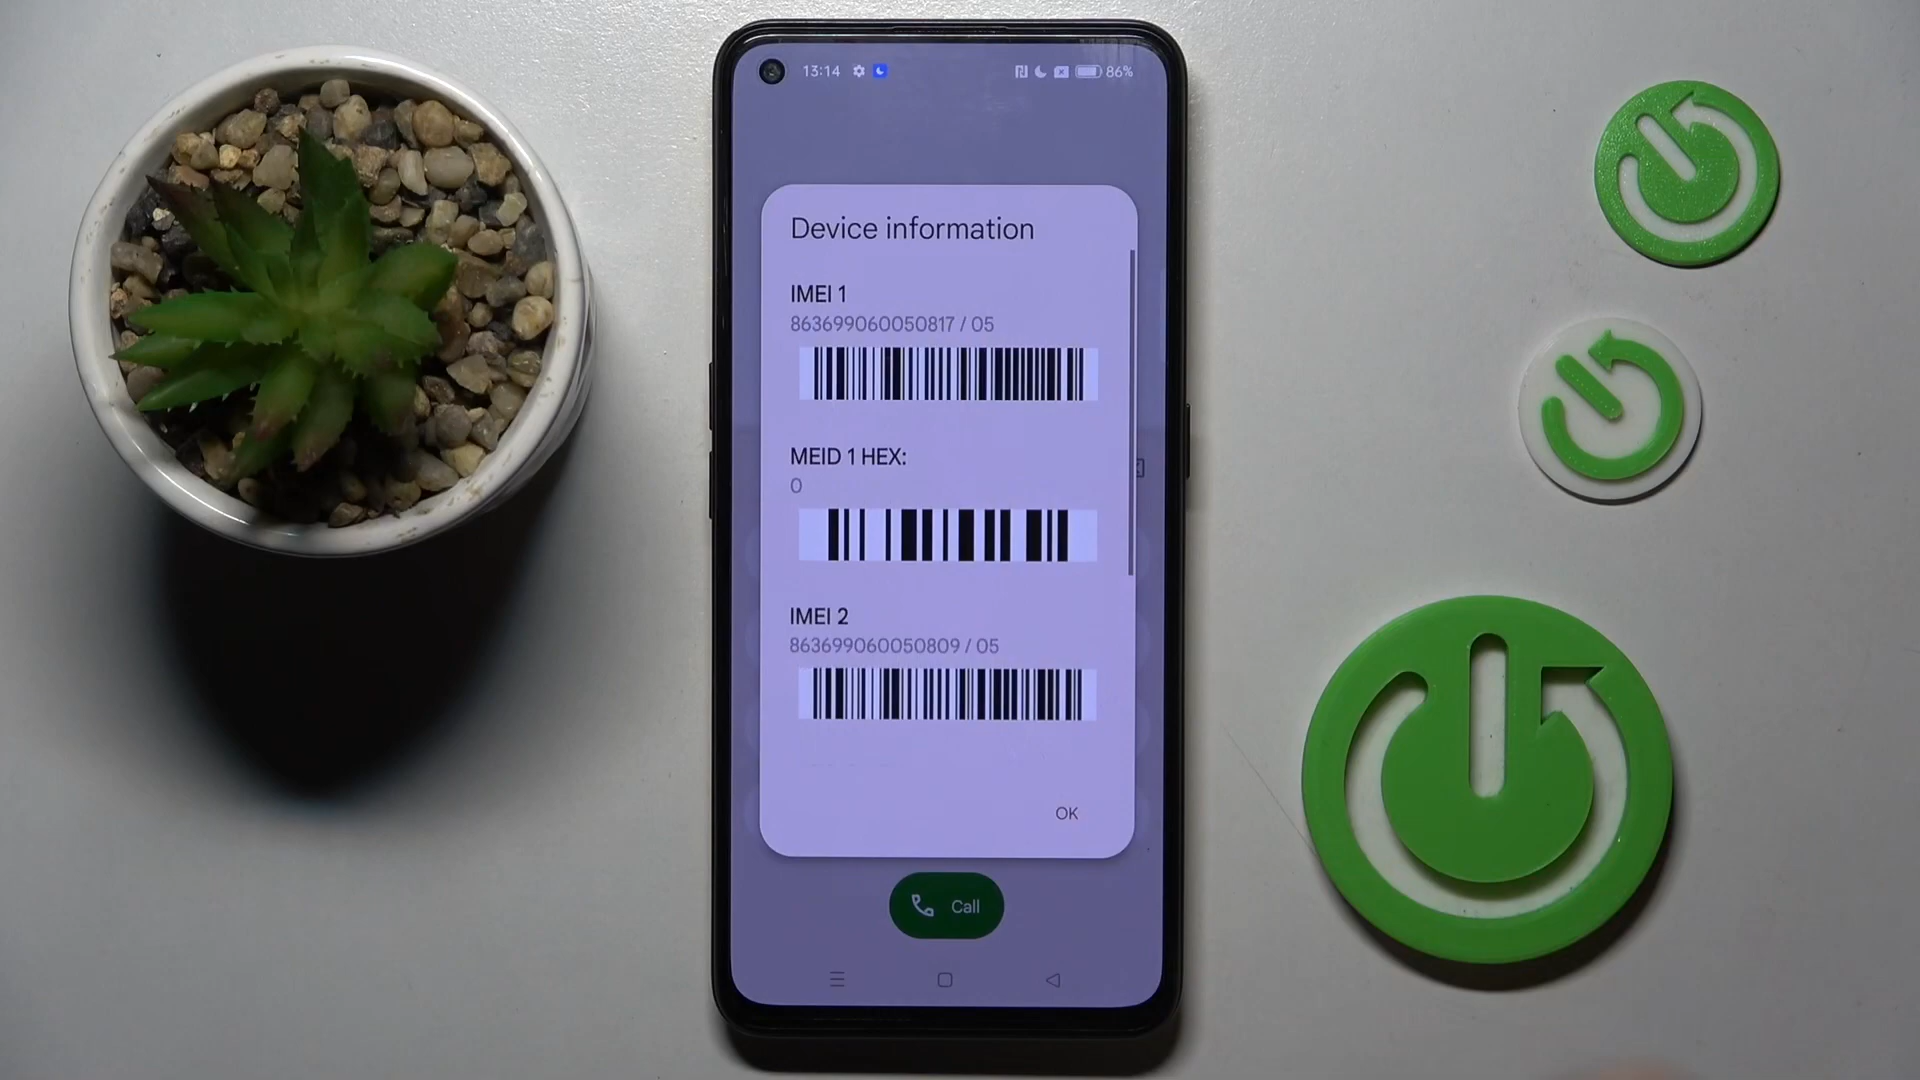 13:14
86%
Device information
IMEI 1
863699060050817 / 05
MEID 1 HEX:
0
IMEI 2
863699060050809 / 05
OK
Call